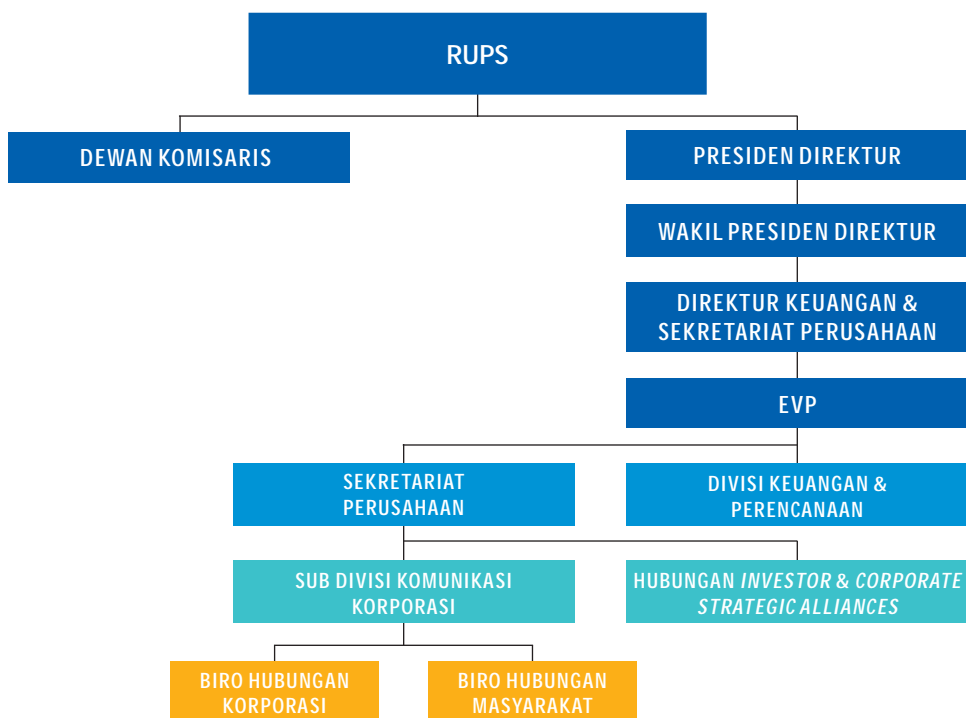 RUPS
DEWAN KOMISARIS
PRESIDEN DIREKTUR
WAKIL PRESIDEN DIREKTUR
DIREKTUR KEUANGAN &
SEKRETARIAT PERUSAHAAN
EVP
SEKRETARIAT
PERUSAHAAN
DIVISI KEUANGAN &
PERENCANAAN
SUB DIVISI KOMUNIKASI
KORPORASI
HUBUNGAN INVESTOR & CORPORATE
STRATEGIC ALLIANCES
BIRO HUBUNGAN
KORPORASI
BIRO HUBUNGAN
MASYARAKAT